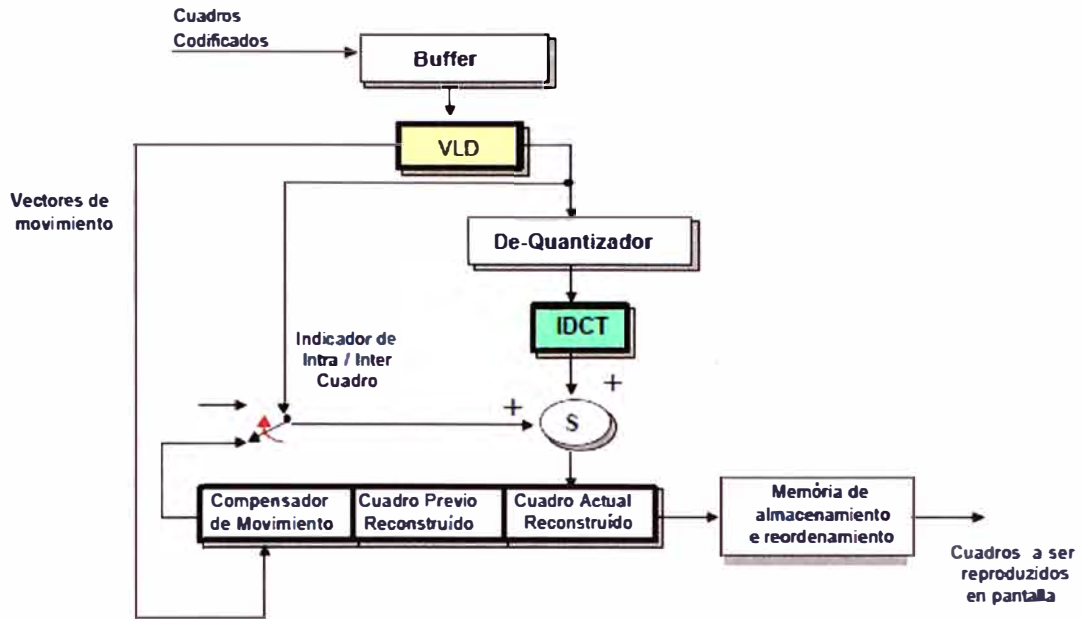 Cuadros
Codificados
Buffer
VLD
Vectores de
movimiento
De-Quantizador
IDCT
Indicador de
Intra / Inter
Cuadro
+
+
S
Compensador
de Movimiento
Cuadro Previo
Reconstruído
Cuadro Actual
Reconstruído
Memória de
almacenamiento
e reordenamiento
Cuadros a ser
reproduzidos
en pantalla